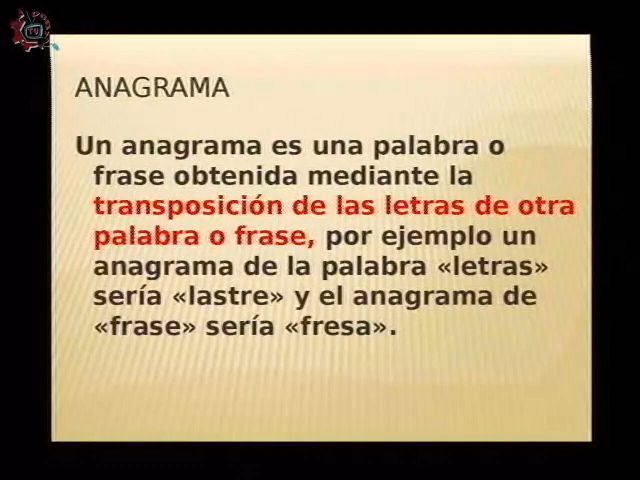 TU
ANAGRAMA
Un anagrama es una palabra o
frase obtenida mediante la
transposición de las letras de otra
palabra o frase, por ejemplo un
anagrama de la palabra «letras»
sería «lastre» y el anagrama de
«frase» sería «fresa».